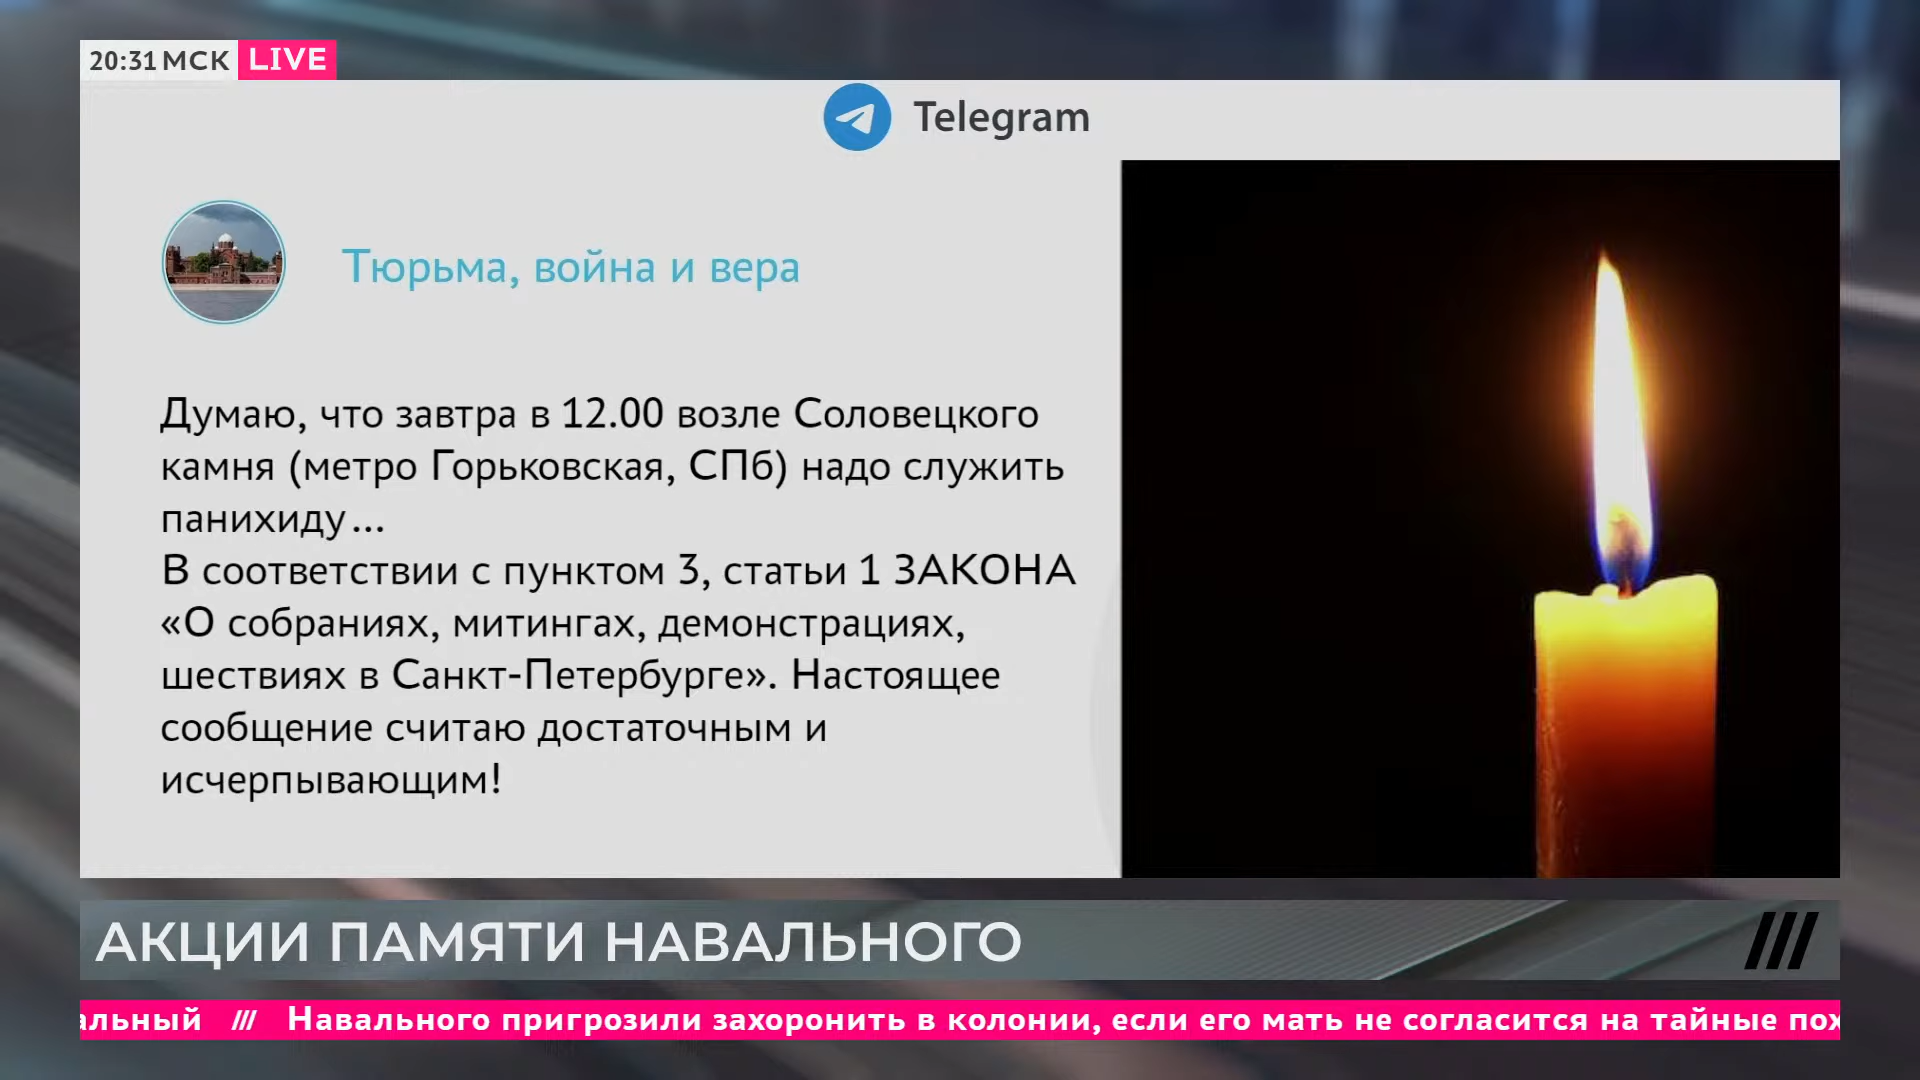 20:31 МСК LIVE
Telegram
Тюрьма, война и вера
Думаю, что завтра в 12.00 возле Соловецкого
камня (метро Горьковская, СПб) надо служить
панихиду...
В соответствии с пунктом 3, статьи 1 ЗАКОНА
«О собраниях, митингах, демонстрациях,
шествиях в Санкт-Петербурге». Настоящее
сообщение считаю достаточным и
исчерпывающим!
АКЦИИ ПАМЯТИ НАВАЛЬНОГО
альный /// Навального пригрозили захоронить в колонии, если его мать не согласится на тайные пох